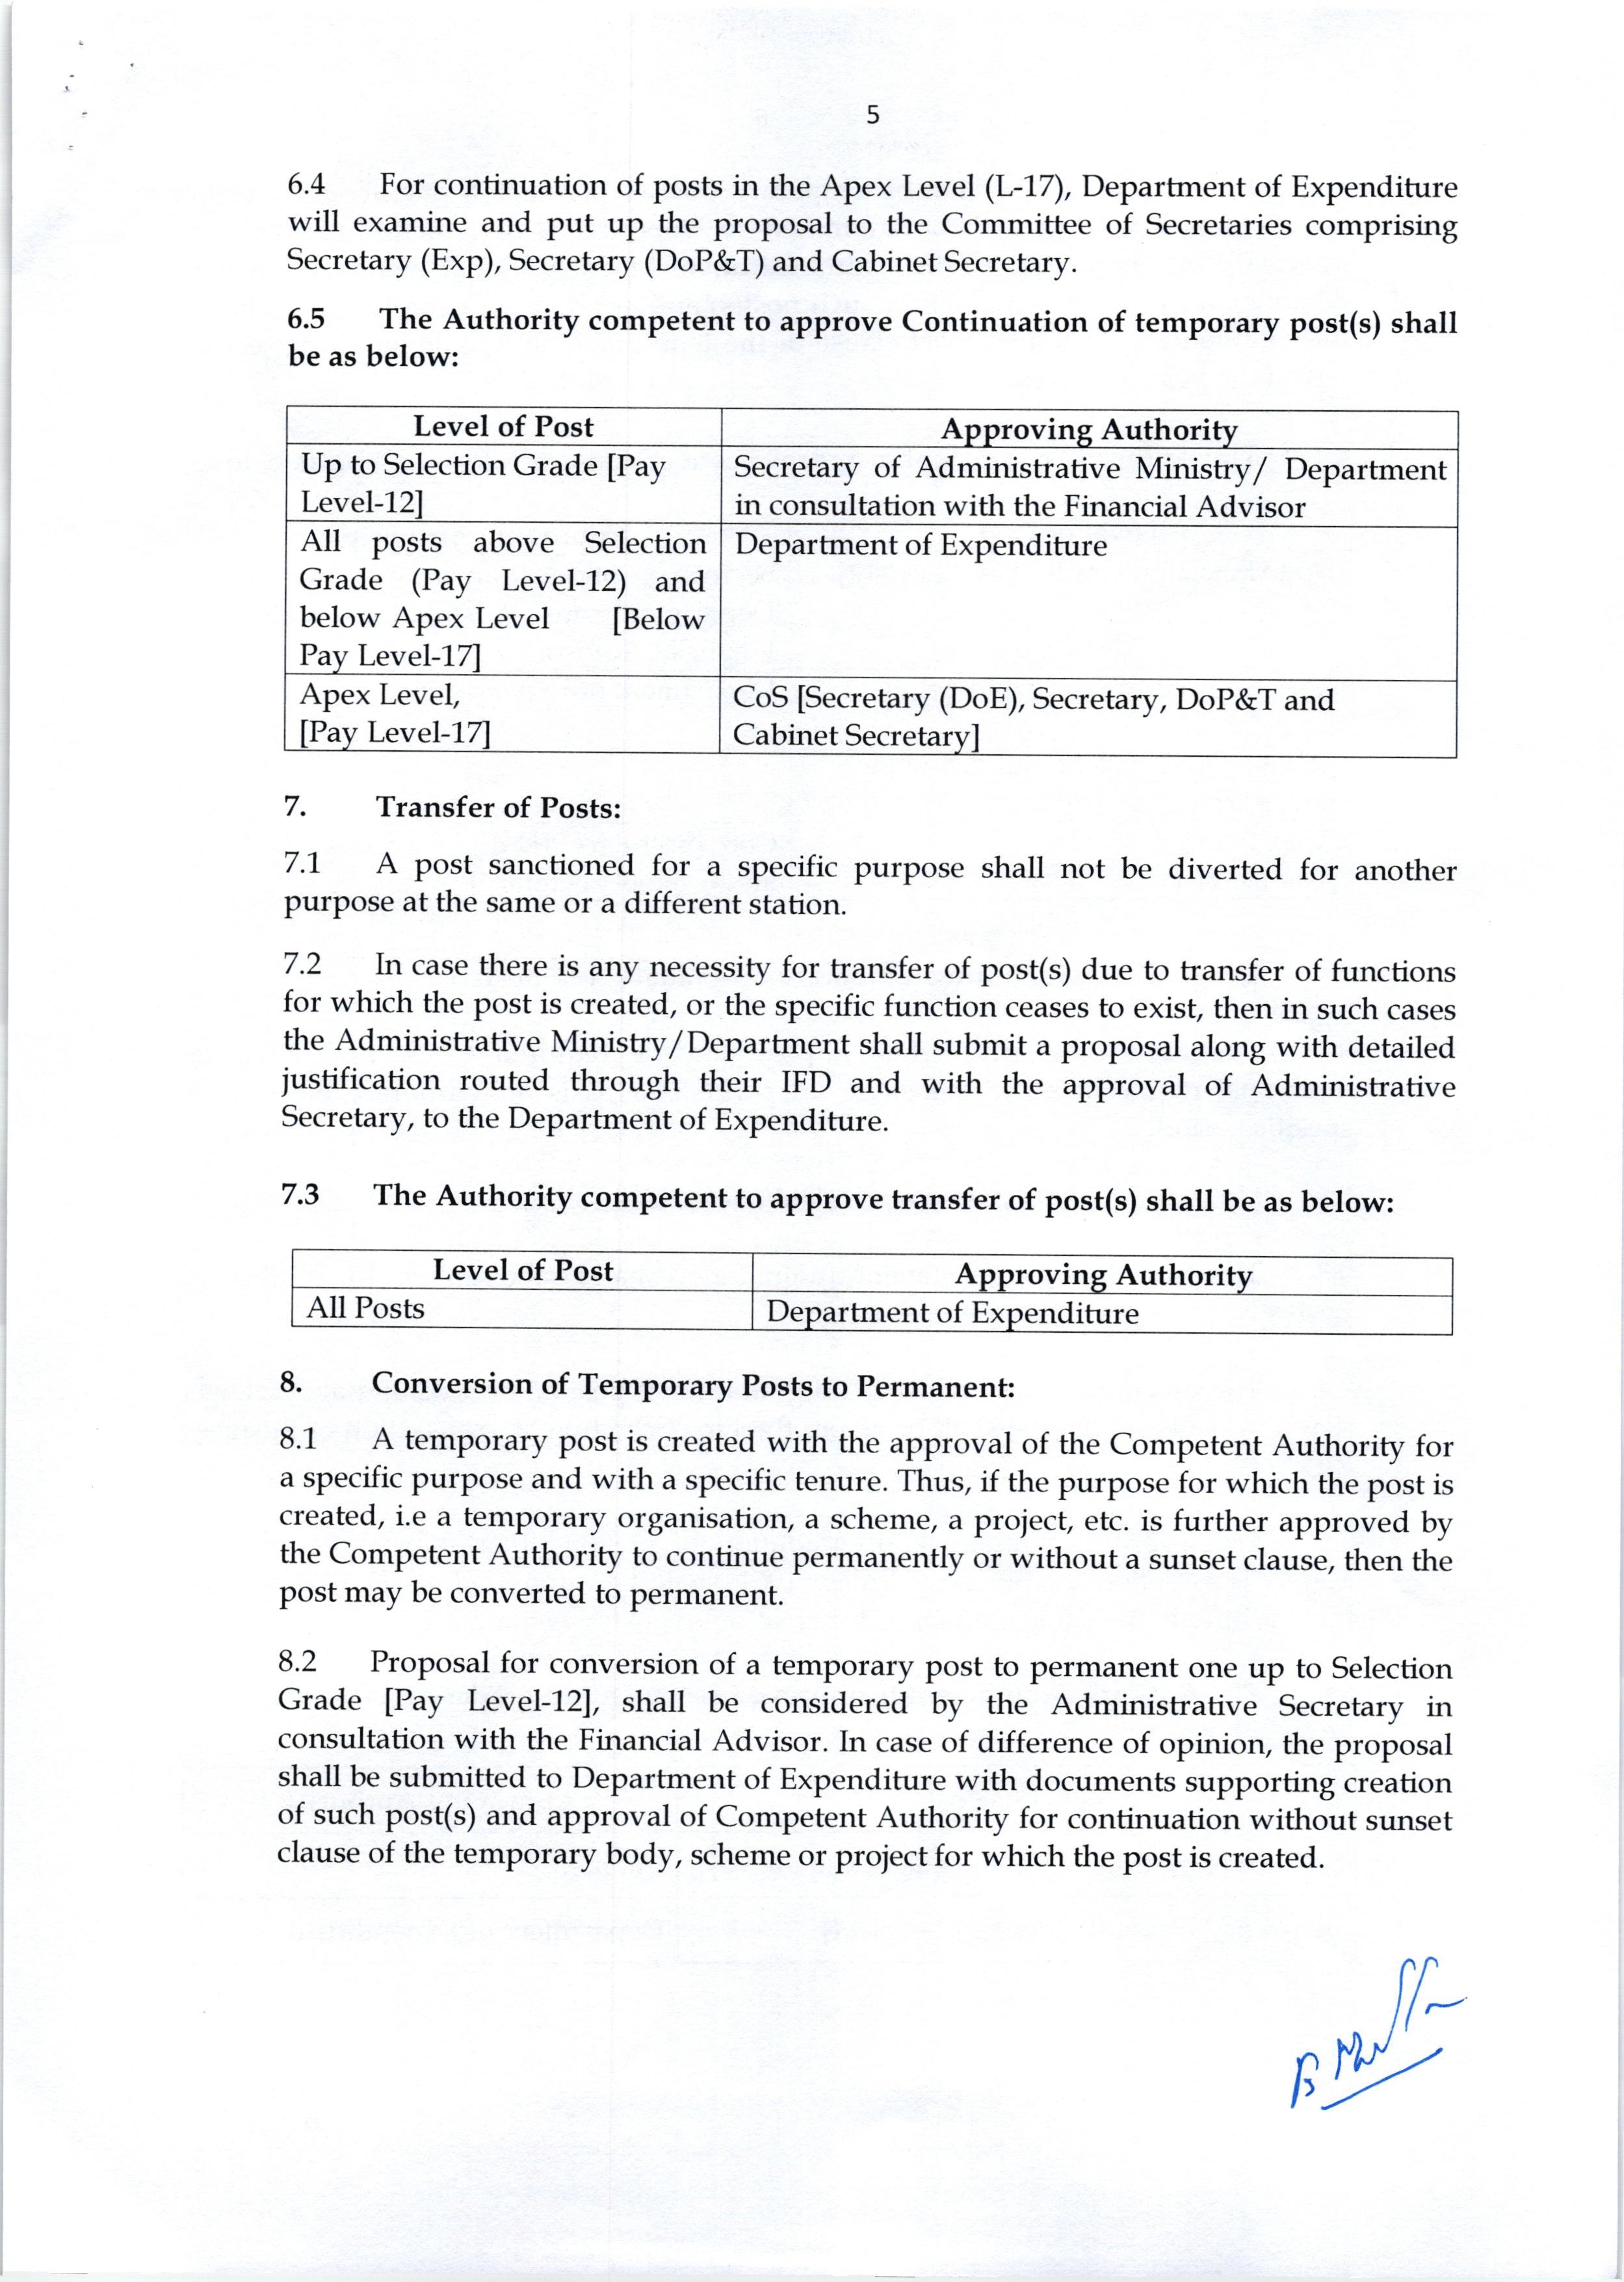 5
6.4 For continuation of posts in the Apex Level (L-17), Department of Expenditure
will examine and put up the proposal to the Committee of Secretaries comprising
Secretary (Exp), Secretary (DoP&T) and Cabinet Secretary.
6.5 The Authority competent to approve Continuation of temporary post(s) shall
be as below:
Level of Post Approving Authority
Up to Selection Grade [Pay
Level-12]
Secretary of Administrative Ministry/ Department
in consultation with the Financial Advisor
All posts above Selection
Grade (Pay Level-12) and
below Apex Level [Below
Pay Level-17]
Department of Expenditure
Apex Level,
[Pay Level-17]
CoS [Secretary (DoE), Secretary, DoP&T and
Cabinet Secretary]
7. Transfer of Posts:
7.1 A post sanctioned for a specific purpose shall not be diverted for another
purpose at the same or a different station.
7.2 In case there is any necessity for transfer of post(s) due to transfer of functions
for which the post is created, or the specific function ceases to exist, then in such cases
the Administrative Ministry/Department shall submit a proposal along with detailed
justification routed through their IFD and with the approval of Administrative
Secretary, to the Department of Expenditure.
7.3 The Authority competent to approve transfer of post(s) shall be as below:
Level of Post Approving Authority
All Posts Department of Expenditure
8. Conversion of Temporary Posts to Permanent:
8.1 A temporary post is created with the approval of the Competent Authority for
a specific purpose and with a specific tenure. Thus, if the purpose for which the post is
created, i.e a temporary organisation, a scheme, a project, etc. is further approved by
the Competent Authority to continue permanently or without a sunset clause, then the
post may be converted to permanent.
8.2 Proposal for conversion of a temporary post to permanent one up to Selection
Grade [Pay Level-12], shall be considered by the Administrative Secretary in
consultation with the Financial Advisor. In case of difference of opinion, the proposal
shall be submitted to Department of Expenditure with documents supporting creation
of such post(s) and approval of Competent Authority for continuation without sunset
clause of the temporary body, scheme or project for which the post is created.